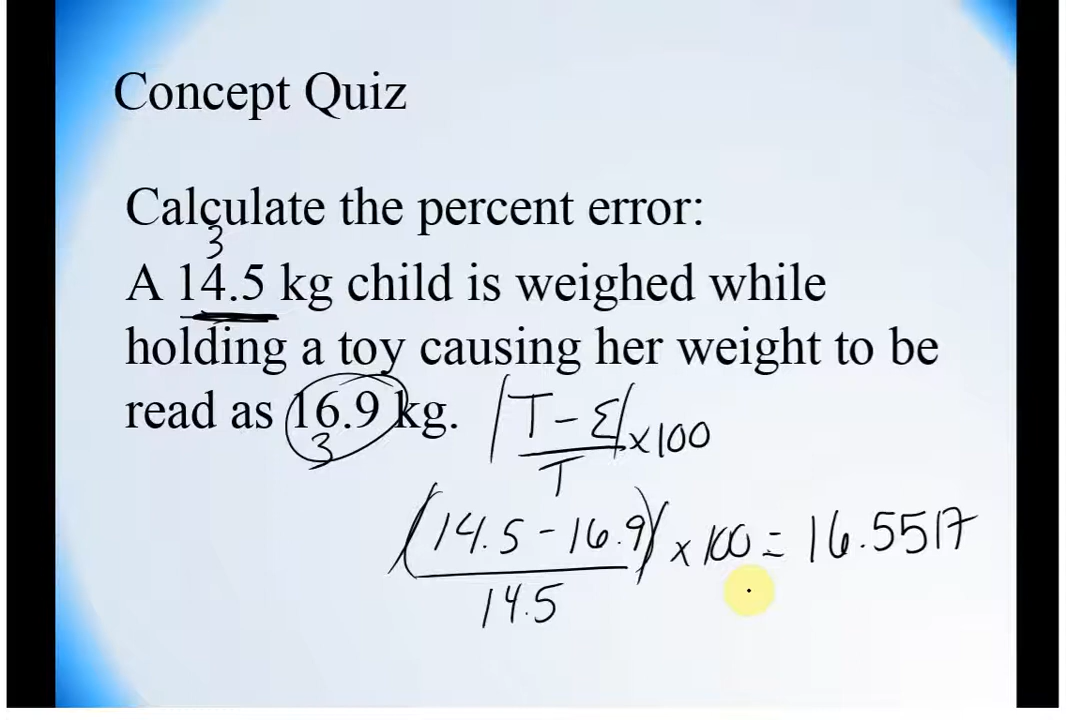 Concept Quiz
Calculate the percent error:
3
A 14.5 kg child is weighed while
holding a toy causing her weight to be
read as 16.9 kg. |T - E| x 100
3 T
(14.5 - 16.9) x 100 = 16.5517
14.5